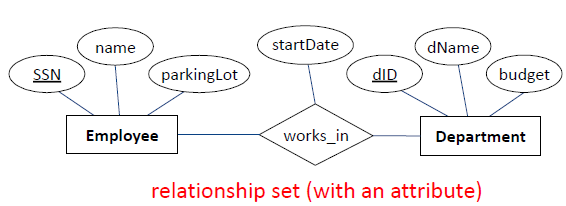 startDate
name
dName
SSN
parkingLot
dID
budget
Employee
works_in
Department
relationship set (with an attribute)